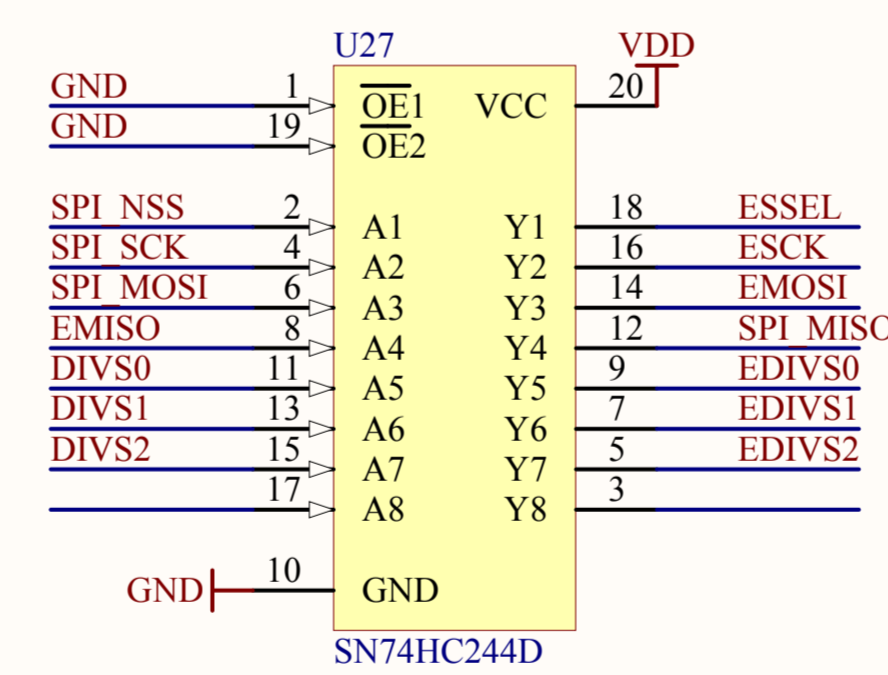 U27 VDD
GND 1 OE1 VCC 20
GND 19 OE2
SPI_NSS 2 A1 Y1 18 ESSEL
SPI_SCK 4 A2 Y2 16 ESCK
SPI_MOSI 6 A3 Y3 14 EMOSI
EMISO 8 A4 Y4 12 SPI_MISO
DIVS0 11 A5 Y5 9 EDIVS0
DIVS1 13 A6 Y6 7 EDIVS1
DIVS2 15 A7 Y7 5 EDIVS2
17 A8 Y8 3
GND 10 GND
SN74HC244D